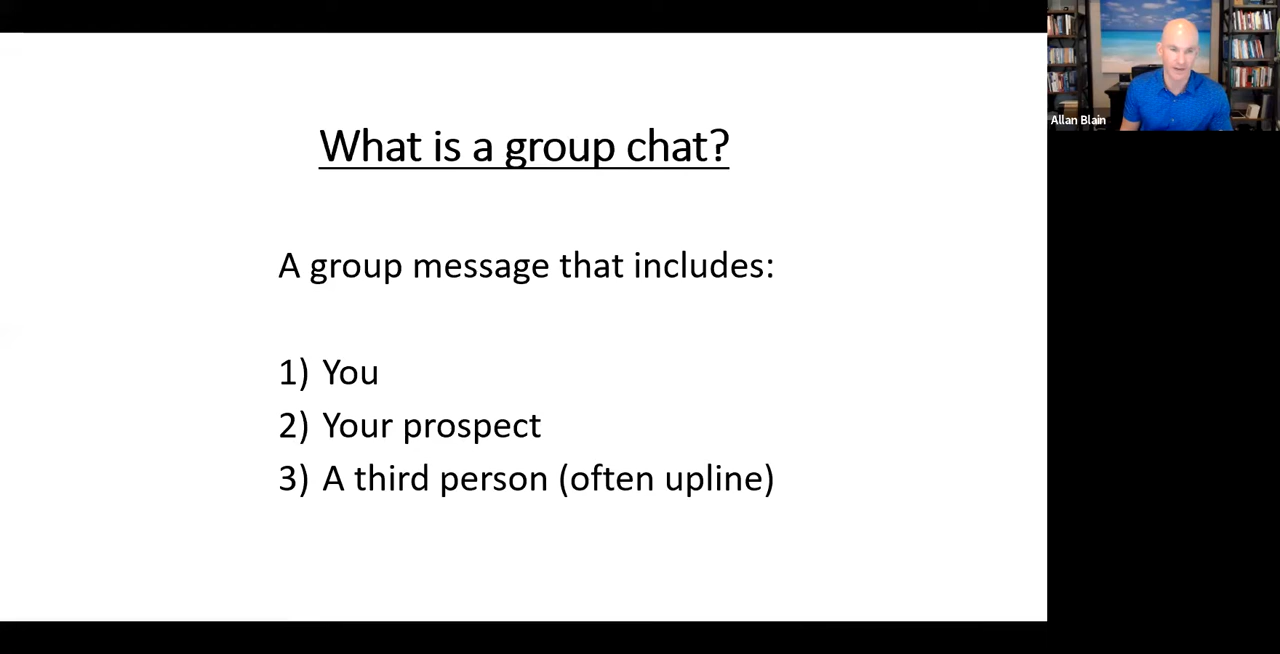 What is a group chat?
A group message that includes:
1) You
2) Your prospect
3) A third person (often upline)
Allan Blain